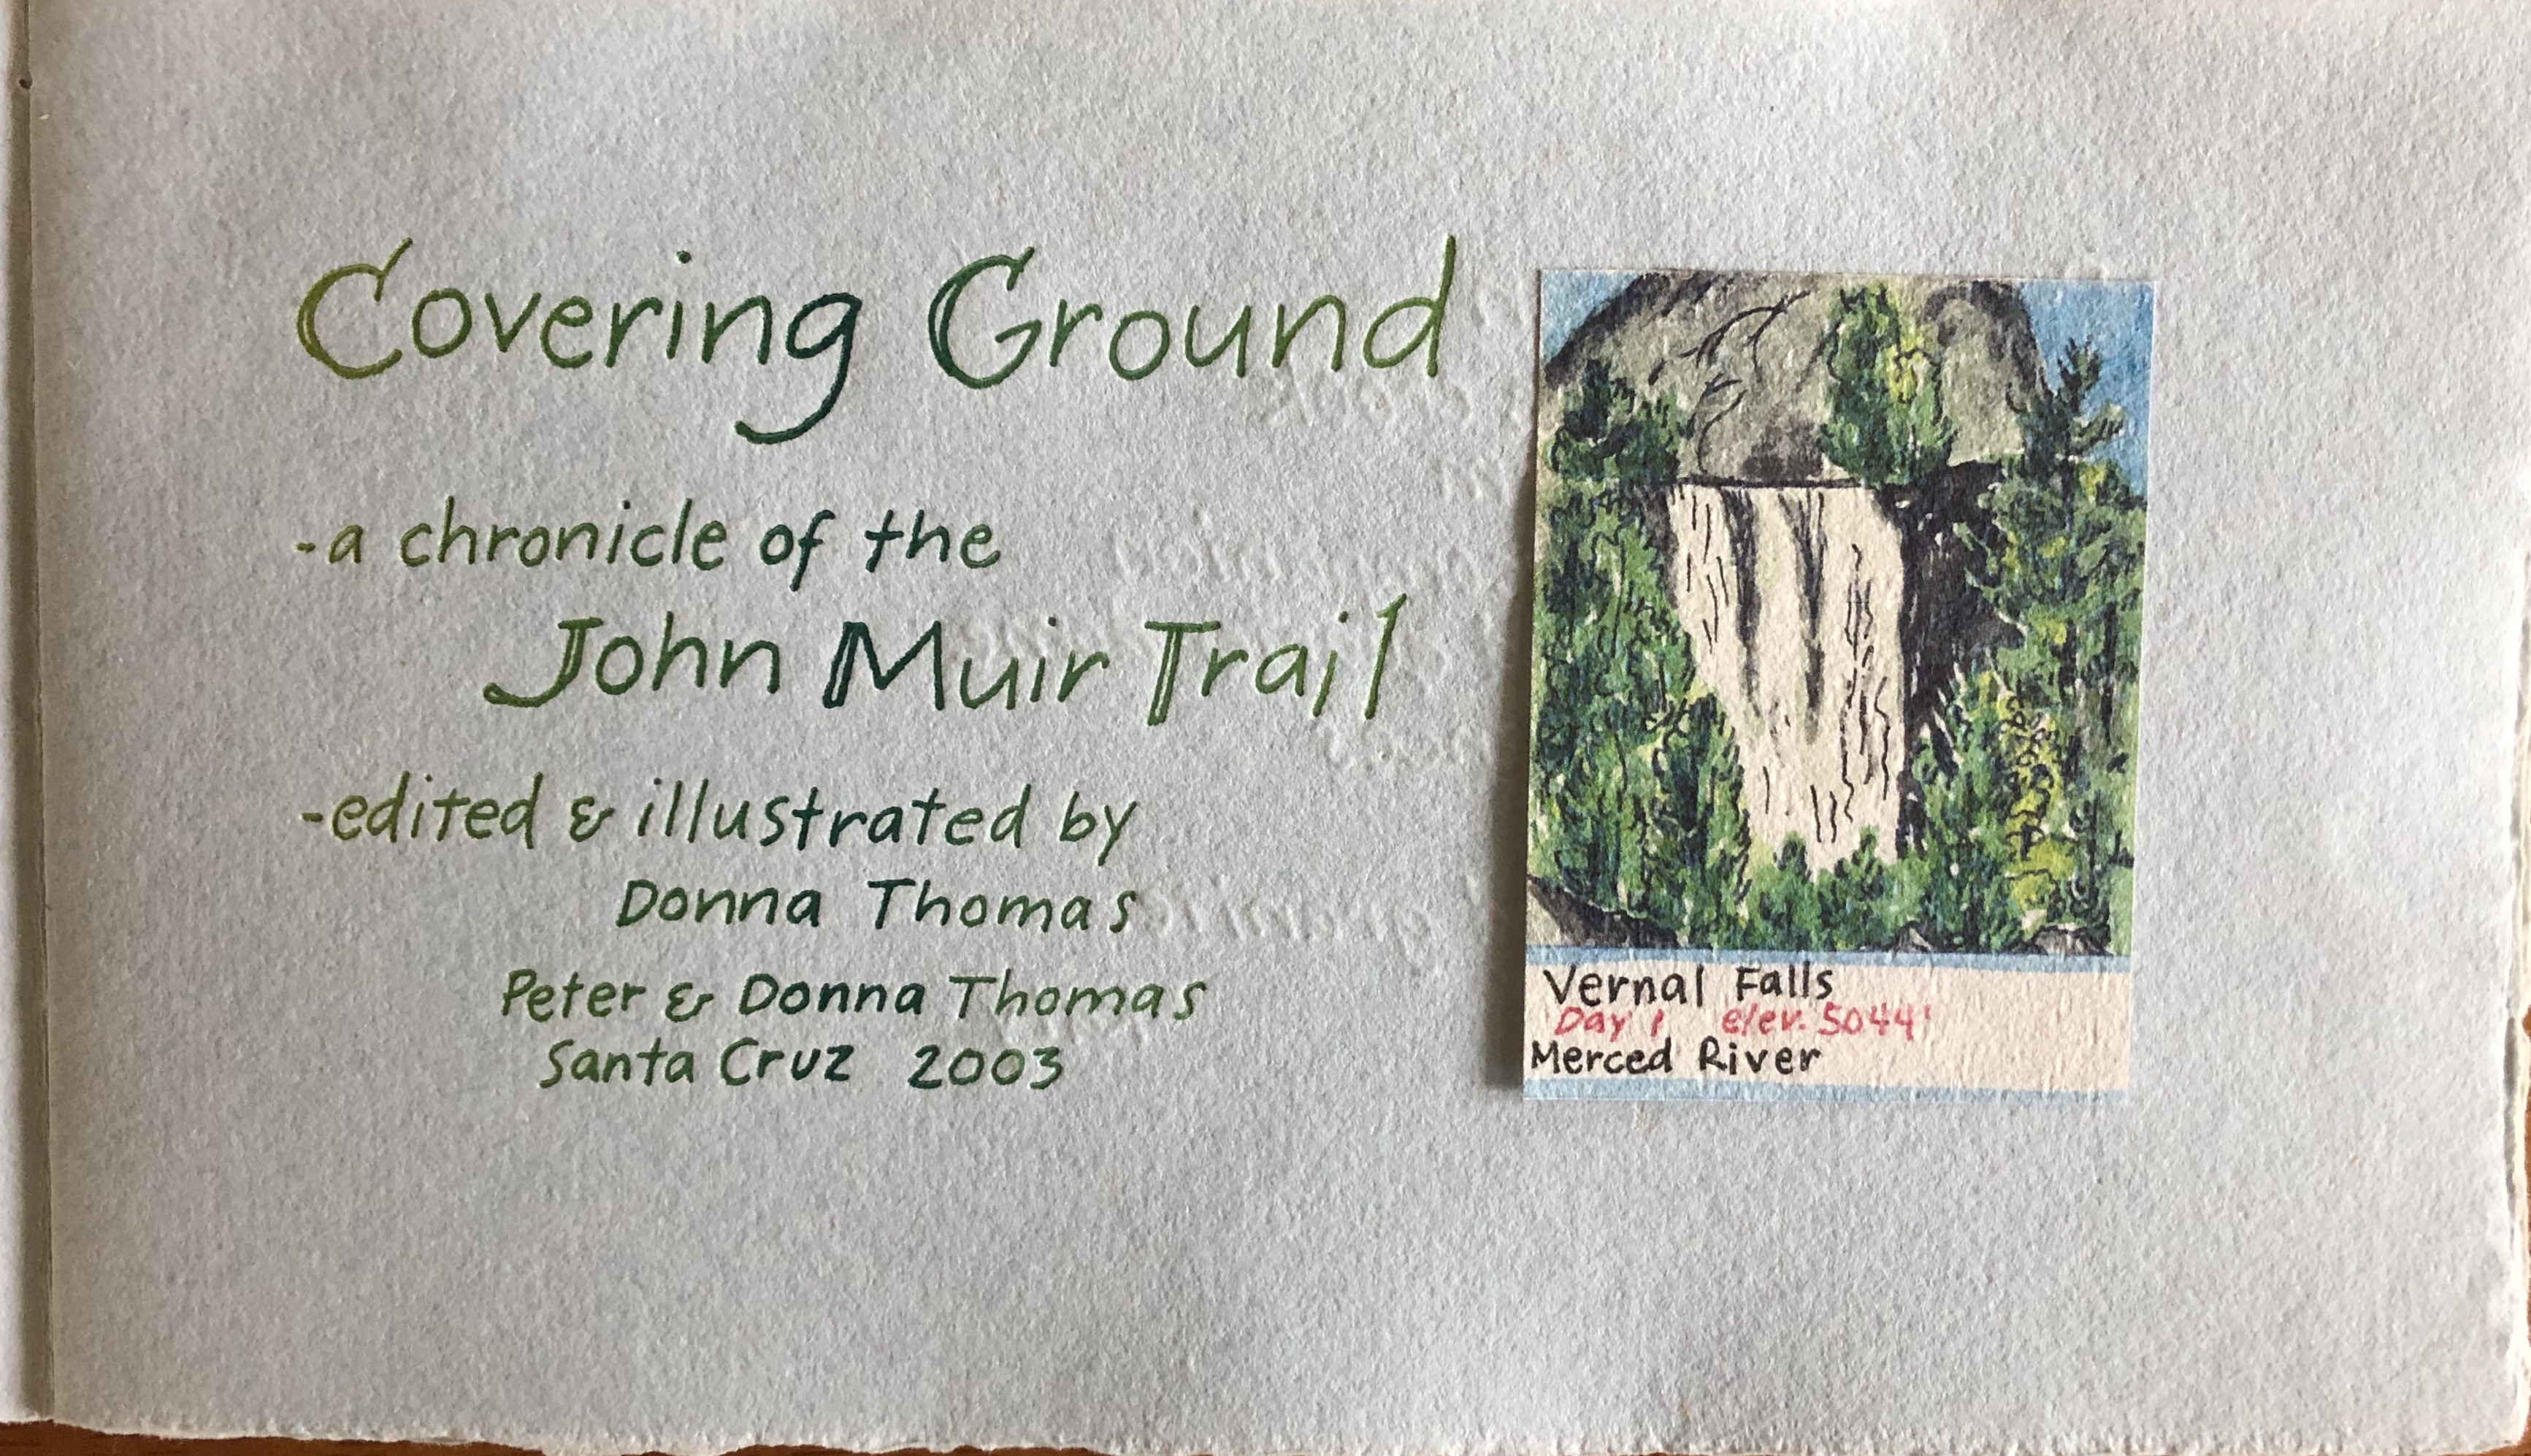 Covering Ground
-a chronicle of the
John Muir Trail
-edited & illustrated by
Donna Thomas
Peter & Donna Thomas
Santa Cruz 2003
Vernal Falls
Day 1 elev. 5044'
Merced River